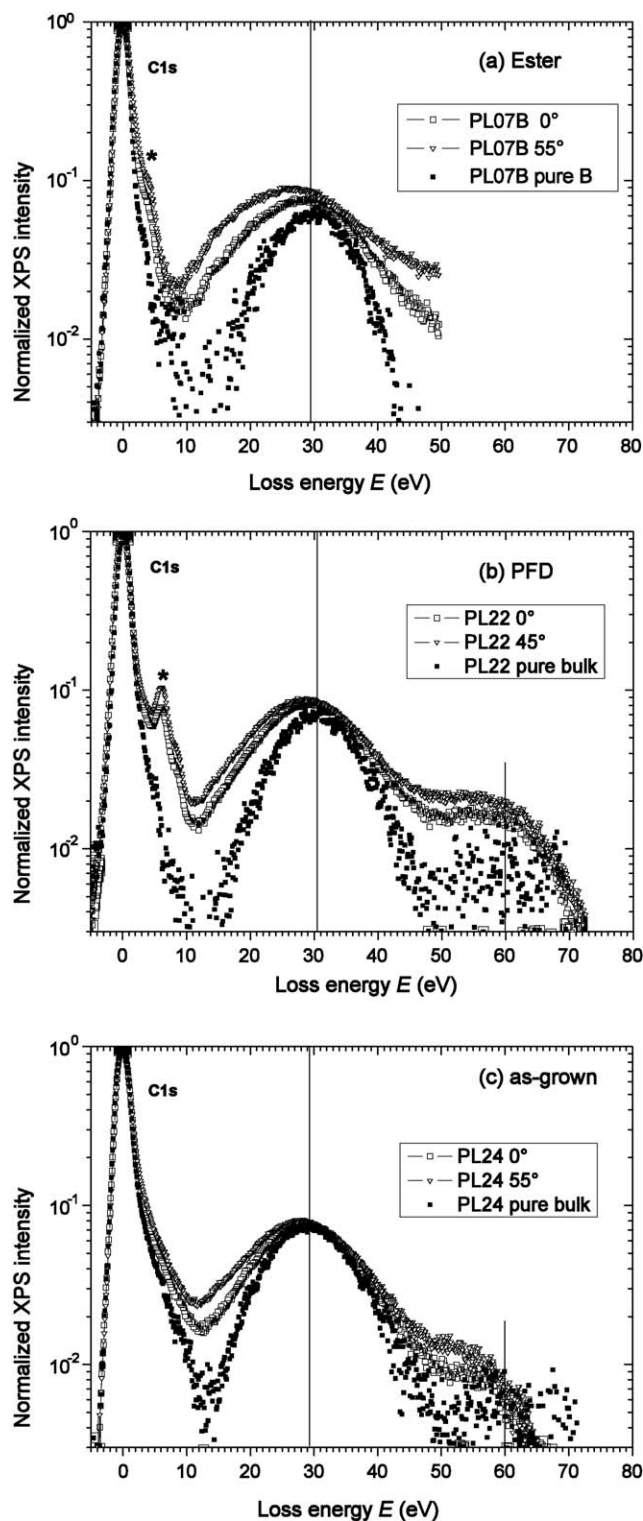 (a) Ester
C1s
*
PL07B 0°
PL07B 55°
PL07B pure B
10⁰
10⁻¹
10⁻²
Normalized XPS intensity
0 10 20 30 40 50 60 70 80
Loss energy E (eV)
(b) PFD
C1s
*
PL22 0°
PL22 45°
PL22 pure bulk
10⁰
10⁻¹
10⁻²
Normalized XPS intensity
0 10 20 30 40 50 60 70 80
Loss energy E (eV)
(c) as-grown
C1s
PL24 0°
PL24 55°
PL24 pure bulk
10⁰
10⁻¹
10⁻²
Normalized XPS intensity
0 10 20 30 40 50 60 70 80
Loss energy E (eV)